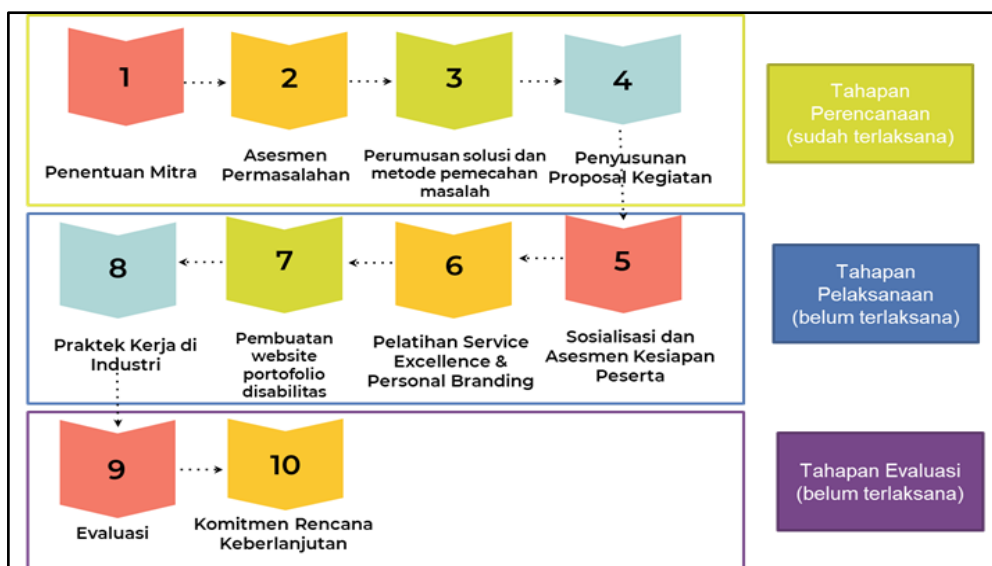 1
2
3
4
Penentuan Mitra
Asesmen
Permasalahan
Perumusan solusi dan
metode pemecahan
masalah
Penyusunan
Proposal Kegiatan
Tahapan
Perencanaan
(sudah terlaksana)
8
7
6
5
Praktek Kerja di
Industri
Pembuatan
website
portofolio
disabilitas
Pelatihan Service
Excellence &
Personal Branding
Sosialisasi dan
Asesmen Kesiapan
Peserta
Tahapan
Pelaksanaan
(belum terlaksana)
9
10
Evaluasi
Komitmen Rencana
Keberlanjutan
Tahapan Evaluasi
(belum terlaksana)